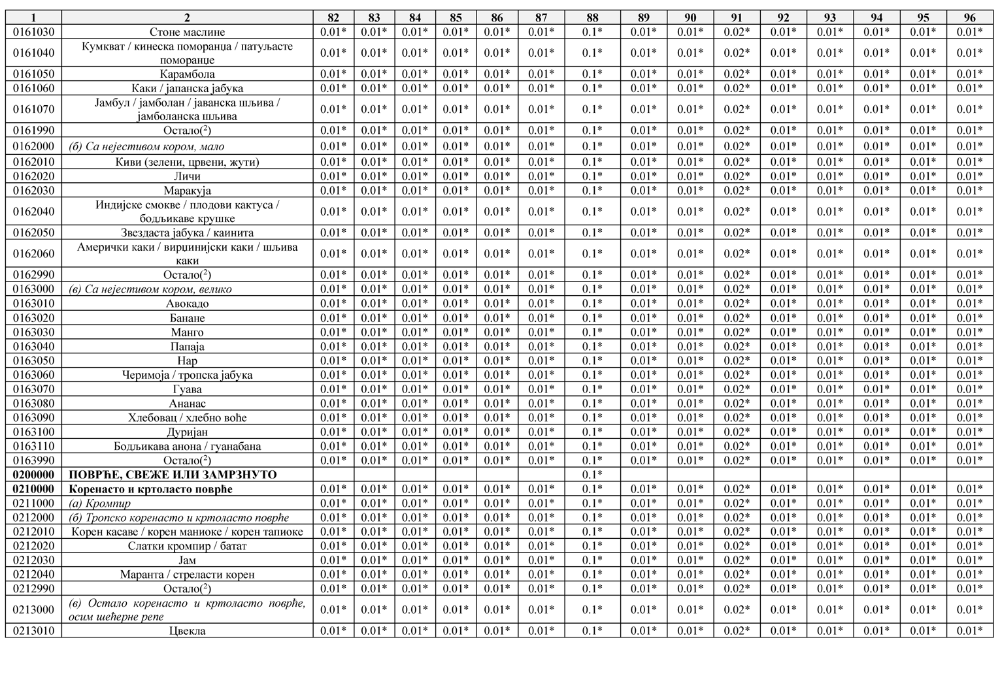 1 2 82 83 84 85 86 87 88 89 90 91 92 93 94 95 96
0161030 Стоне маслине 0.01* 0.01* 0.01* 0.01* 0.01* 0.01* 0.1* 0.01* 0.01* 0.02* 0.01* 0.01* 0.01* 0.01* 0.01*
0161040 Кумкват / кинеска поморанџа / патуљасте
поморанџе 0.01* 0.01* 0.01* 0.01* 0.01* 0.01* 0.1* 0.01* 0.01* 0.02* 0.01* 0.01* 0.01* 0.01* 0.01*
0161050 Карамбола 0.01* 0.01* 0.01* 0.01* 0.01* 0.01* 0.1* 0.01* 0.01* 0.02* 0.01* 0.01* 0.01* 0.01* 0.01*
0161060 Каки / јапанска јабука 0.01* 0.01* 0.01* 0.01* 0.01* 0.01* 0.1* 0.01* 0.01* 0.02* 0.01* 0.01* 0.01* 0.01* 0.01*
0161070 Јамбул / јамболан / јаванска шљива /
јамболанска шљива 0.01* 0.01* 0.01* 0.01* 0.01* 0.01* 0.1* 0.01* 0.01* 0.02* 0.01* 0.01* 0.01* 0.01* 0.01*
0161990 Остало(²) 0.01* 0.01* 0.01* 0.01* 0.01* 0.01* 0.1* 0.01* 0.01* 0.02* 0.01* 0.01* 0.01* 0.01* 0.01*
0162000 (б) Са нејестивом кором, мало 0.01* 0.01* 0.01* 0.01* 0.01* 0.01* 0.1* 0.01* 0.01* 0.02* 0.01* 0.01* 0.01* 0.01* 0.01*
0162010 Киви (зелени, црвени, жути) 0.01* 0.01* 0.01* 0.01* 0.01* 0.01* 0.1* 0.01* 0.01* 0.02* 0.01* 0.01* 0.01* 0.01* 0.01*
0162020 Личи 0.01* 0.01* 0.01* 0.01* 0.01* 0.01* 0.1* 0.01* 0.01* 0.02* 0.01* 0.01* 0.01* 0.01* 0.01*
0162030 Маракуја 0.01* 0.01* 0.01* 0.01* 0.01* 0.01* 0.1* 0.01* 0.01* 0.02* 0.01* 0.01* 0.01* 0.01* 0.01*
0162040 Индијске смокве / плодови кактуса /
бодљикаве крушке 0.01* 0.01* 0.01* 0.01* 0.01* 0.01* 0.1* 0.01* 0.01* 0.02* 0.01* 0.01* 0.01* 0.01* 0.01*
0162050 Звездаста јабука / каинита 0.01* 0.01* 0.01* 0.01* 0.01* 0.01* 0.1* 0.01* 0.01* 0.02* 0.01* 0.01* 0.01* 0.01* 0.01*
0162060 Амерички каки / вирџинијски каки / шљива
каки 0.01* 0.01* 0.01* 0.01* 0.01* 0.01* 0.1* 0.01* 0.01* 0.02* 0.01* 0.01* 0.01* 0.01* 0.01*
0162990 Остало(²) 0.01* 0.01* 0.01* 0.01* 0.01* 0.01* 0.1* 0.01* 0.01* 0.02* 0.01* 0.01* 0.01* 0.01* 0.01*
0163000 (в) Са нејестивом кором, велико 0.01* 0.01* 0.01* 0.01* 0.01* 0.01* 0.1* 0.01* 0.01* 0.02* 0.01* 0.01* 0.01* 0.01* 0.01*
0163010 Авокадо 0.01* 0.01* 0.01* 0.01* 0.01* 0.01* 0.1* 0.01* 0.01* 0.02* 0.01* 0.01* 0.01* 0.01* 0.01*
0163020 Банане 0.01* 0.01* 0.01* 0.01* 0.01* 0.01* 0.1* 0.01* 0.01* 0.02* 0.01* 0.01* 0.01* 0.01* 0.01*
0163030 Манго 0.01* 0.01* 0.01* 0.01* 0.01* 0.01* 0.1* 0.01* 0.01* 0.02* 0.01* 0.01* 0.01* 0.01* 0.01*
0163040 Папаја 0.01* 0.01* 0.01* 0.01* 0.01* 0.01* 0.1* 0.01* 0.01* 0.02* 0.01* 0.01* 0.01* 0.01* 0.01*
0163050 Нар 0.01* 0.01* 0.01* 0.01* 0.01* 0.01* 0.1* 0.01* 0.01* 0.02* 0.01* 0.01* 0.01* 0.01* 0.01*
0163060 Черимоја / тропска јабука 0.01* 0.01* 0.01* 0.01* 0.01* 0.01* 0.1* 0.01* 0.01* 0.02* 0.01* 0.01* 0.01* 0.01* 0.01*
0163070 Гуава 0.01* 0.01* 0.01* 0.01* 0.01* 0.01* 0.1* 0.01* 0.01* 0.02* 0.01* 0.01* 0.01* 0.01* 0.01*
0163080 Ананас 0.01* 0.01* 0.01* 0.01* 0.01* 0.01* 0.1* 0.01* 0.01* 0.02* 0.01* 0.01* 0.01* 0.01* 0.01*
0163090 Хлебовац / хлебно воће 0.01* 0.01* 0.01* 0.01* 0.01* 0.01* 0.1* 0.01* 0.01* 0.02* 0.01* 0.01* 0.01* 0.01* 0.01*
0163100 Дуријан 0.01* 0.01* 0.01* 0.01* 0.01* 0.01* 0.1* 0.01* 0.01* 0.02* 0.01* 0.01* 0.01* 0.01* 0.01*
0163110 Бодљикава анона / гуанабана 0.01* 0.01* 0.01* 0.01* 0.01* 0.01* 0.1* 0.01* 0.01* 0.02* 0.01* 0.01* 0.01* 0.01* 0.01*
0163990 Остало(²) 0.01* 0.01* 0.01* 0.01* 0.01* 0.01* 0.1* 0.01* 0.01* 0.02* 0.01* 0.01* 0.01* 0.01* 0.01*
0200000 ПОВРЋЕ, СВЕЖЕ ИЛИ ЗАМРЗНУТО 0.1*
0210000 Коренасто и кртоласто поврће 0.01* 0.01* 0.01* 0.01* 0.01* 0.01* 0.1* 0.01* 0.01* 0.02* 0.01* 0.01* 0.01* 0.01* 0.01*
0211000 (а) Кромпир 0.01* 0.01* 0.01* 0.01* 0.01* 0.01* 0.1* 0.01* 0.01* 0.02* 0.01* 0.01* 0.01* 0.01* 0.01*
0212000 (б) Тропско коренасто и кртоласто поврће 0.01* 0.01* 0.01* 0.01* 0.01* 0.01* 0.1* 0.01* 0.01* 0.02* 0.01* 0.01* 0.01* 0.01* 0.01*
0212010 Корен касаве / корен маниоке / корен тапиоке 0.01* 0.01* 0.01* 0.01* 0.01* 0.01* 0.1* 0.01* 0.01* 0.02* 0.01* 0.01* 0.01* 0.01* 0.01*
0212020 Слатки кромпир / батат 0.01* 0.01* 0.01* 0.01* 0.01* 0.01* 0.1* 0.01* 0.01* 0.02* 0.01* 0.01* 0.01* 0.01* 0.01*
0212030 Јам 0.01* 0.01* 0.01* 0.01* 0.01* 0.01* 0.1* 0.01* 0.01* 0.02* 0.01* 0.01* 0.01* 0.01* 0.01*
0212040 Маранта / стреласти корен 0.01* 0.01* 0.01* 0.01* 0.01* 0.01* 0.1* 0.01* 0.01* 0.02* 0.01* 0.01* 0.01* 0.01* 0.01*
0212990 Остало(²) 0.01* 0.01* 0.01* 0.01* 0.01* 0.01* 0.1* 0.01* 0.01* 0.02* 0.01* 0.01* 0.01* 0.01* 0.01*
0213000 (в) Остало коренасто и кртоласто поврће,
осим шећерне репе 0.01* 0.01* 0.01* 0.01* 0.01* 0.01* 0.1* 0.01* 0.01* 0.02* 0.01* 0.01* 0.01* 0.01* 0.01*
0213010 Цвекла 0.01* 0.01* 0.01* 0.01* 0.01* 0.01* 0.1* 0.01* 0.01* 0.02* 0.01* 0.01* 0.01* 0.01* 0.01*